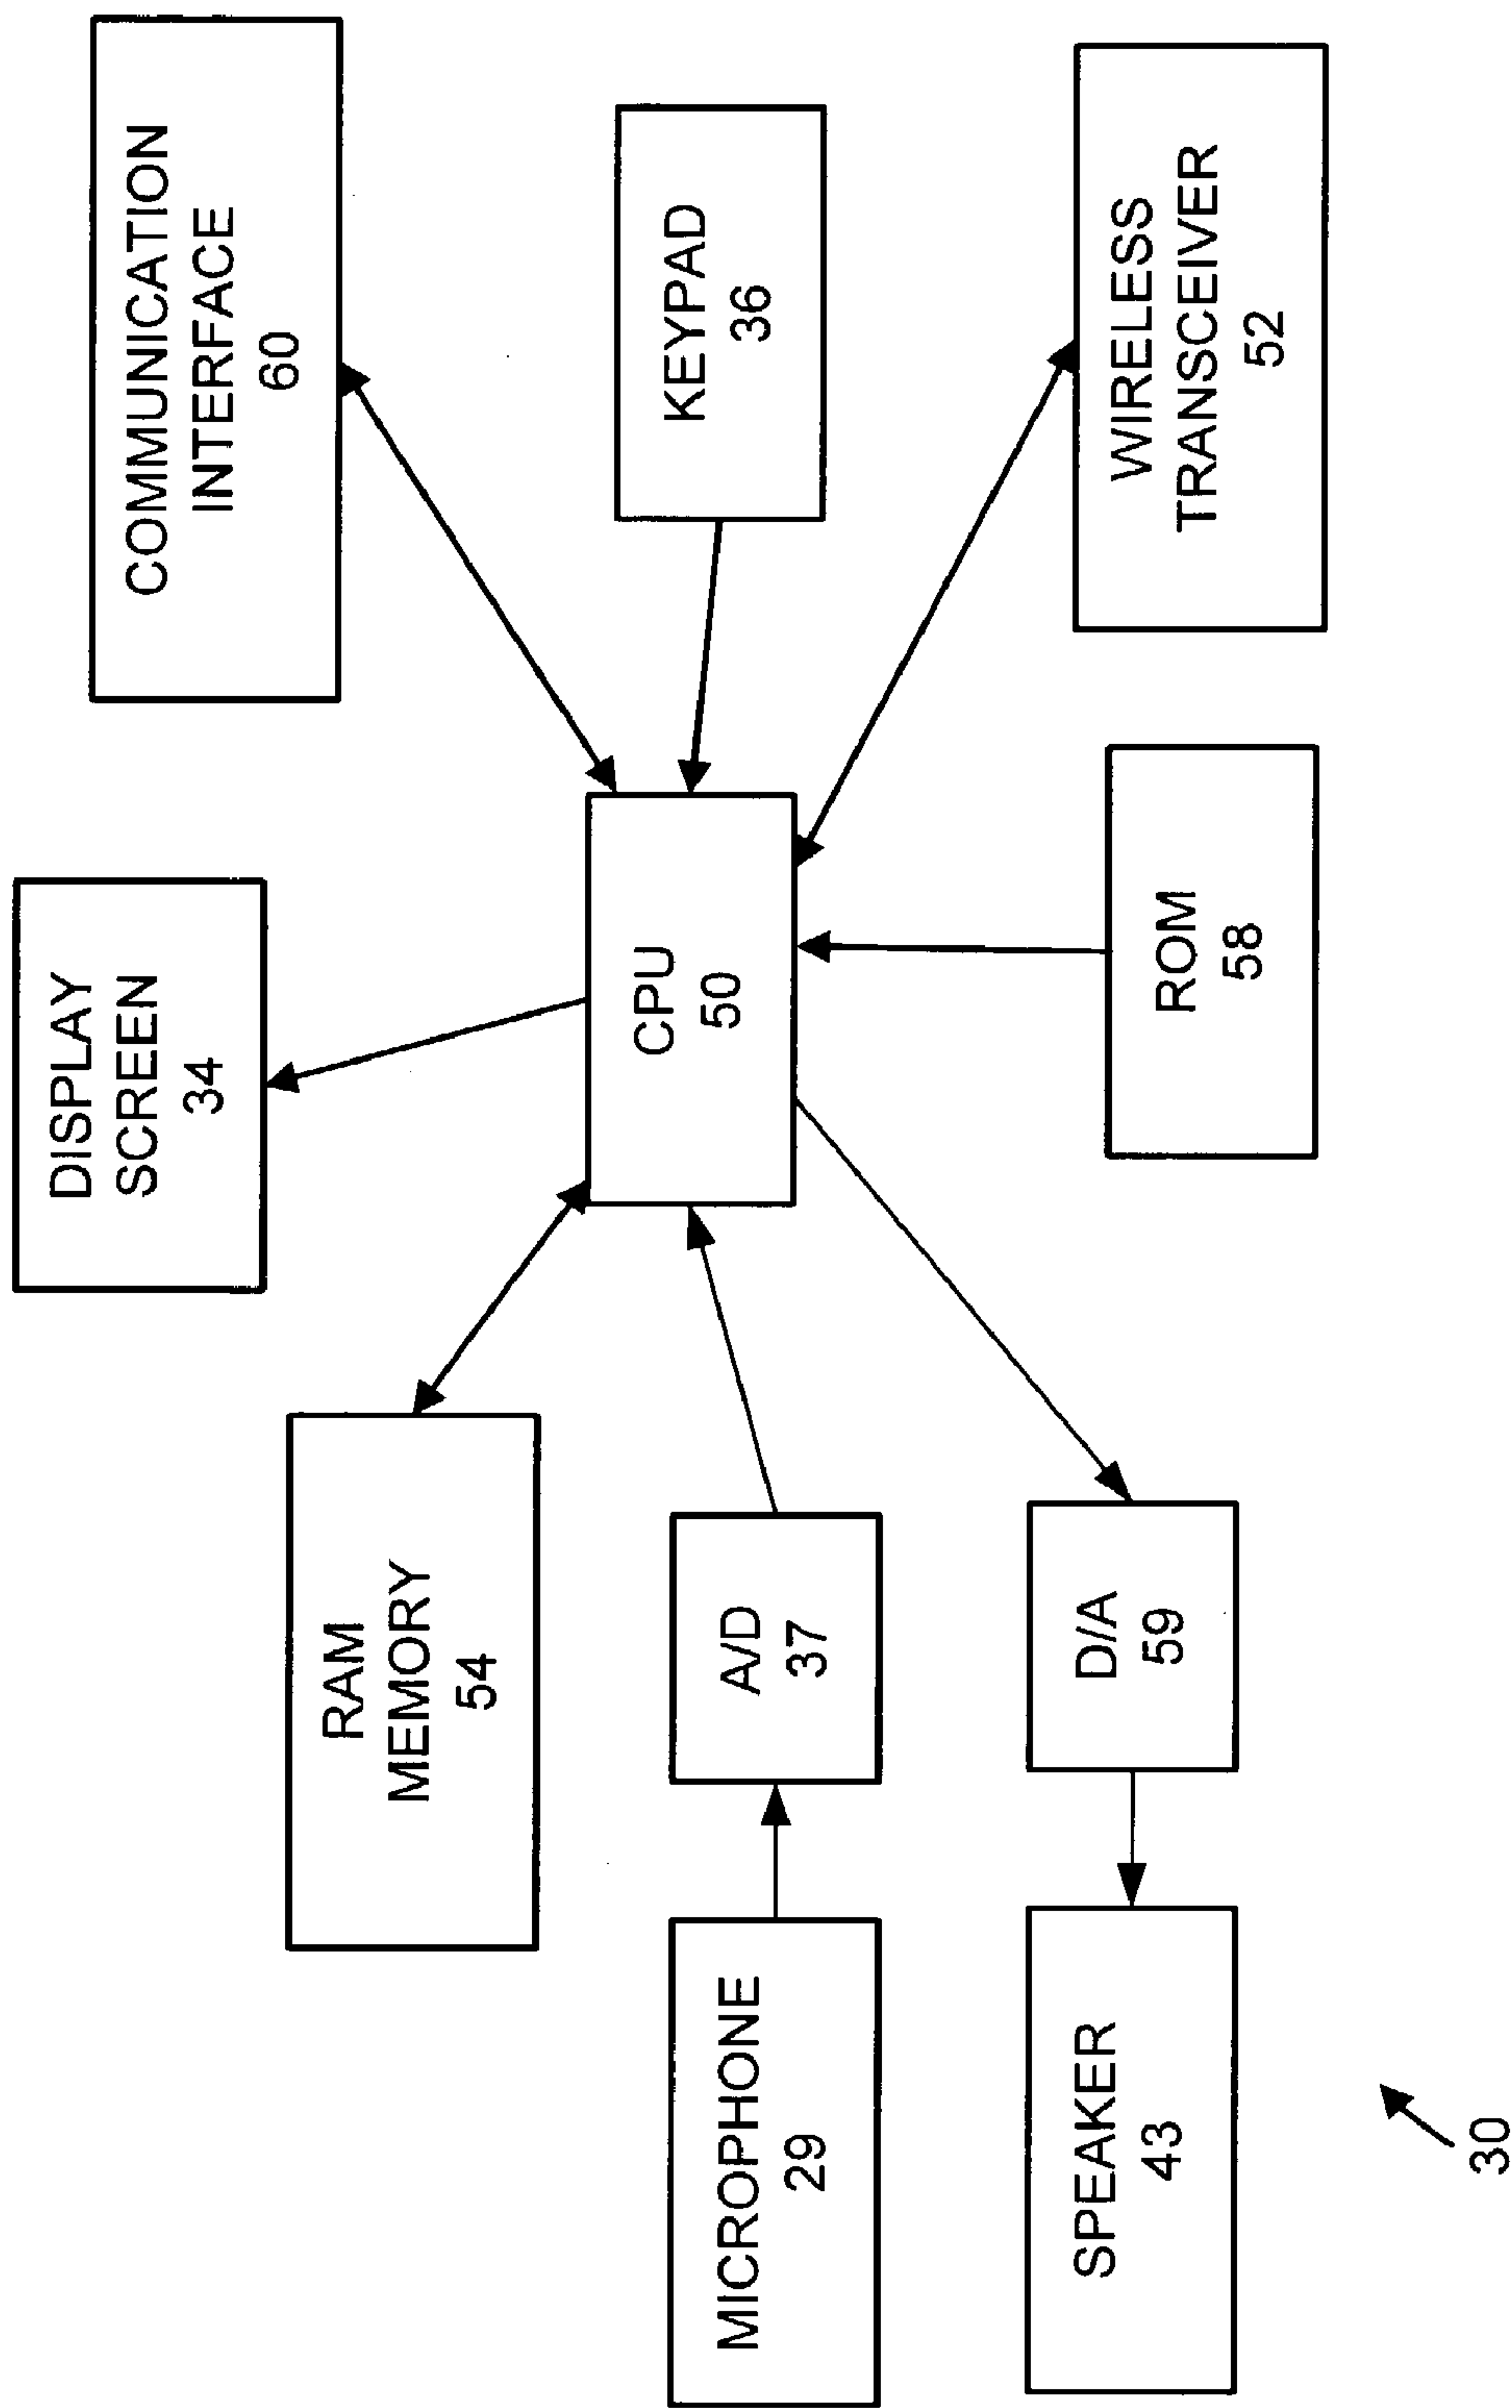 DISPLAY
SCREEN
34
COMMUNICATION
INTERFACE
60
RAM
MEMORY
54
MICROPHONE
29
A/D
37
CPU
50
KEYPAD
36
SPEAKER
43
D/A
59
ROM
58
WIRELESS
TRANSCEIVER
52
30